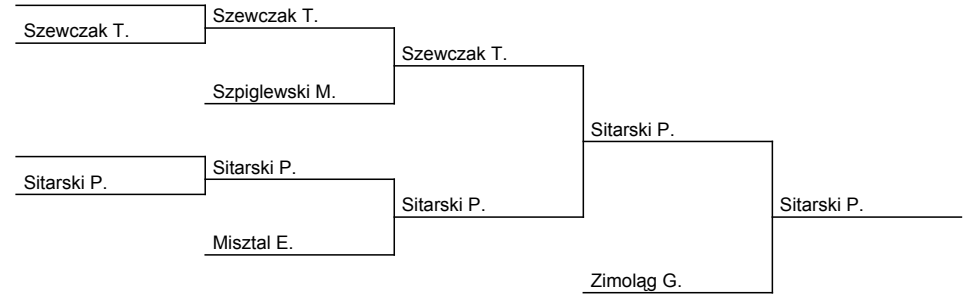 Szewczak T.
Szewczak T.
Szewczak T.
Szpiglewski M.
Sitarski P.
Sitarski P.
Sitarski P.
Sitarski P.
Sitarski P.
Misztal E.
Zimoląg G.